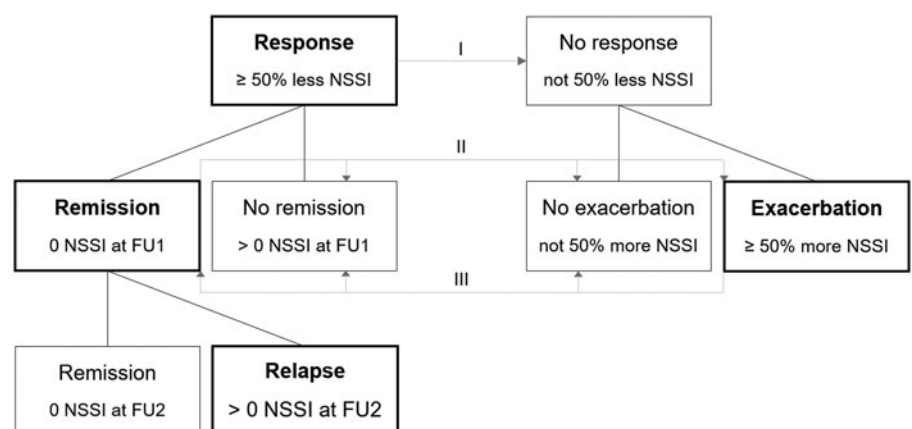 Response
≥ 50% less NSSI
I
No response
not 50% less NSSI
II
Remission
0 NSSI at FU1
No remission
> 0 NSSI at FU1
No exacerbation
not 50% more NSSI
Exacerbation
≥ 50% more NSSI
III
Remission
0 NSSI at FU2
Relapse
> 0 NSSI at FU2